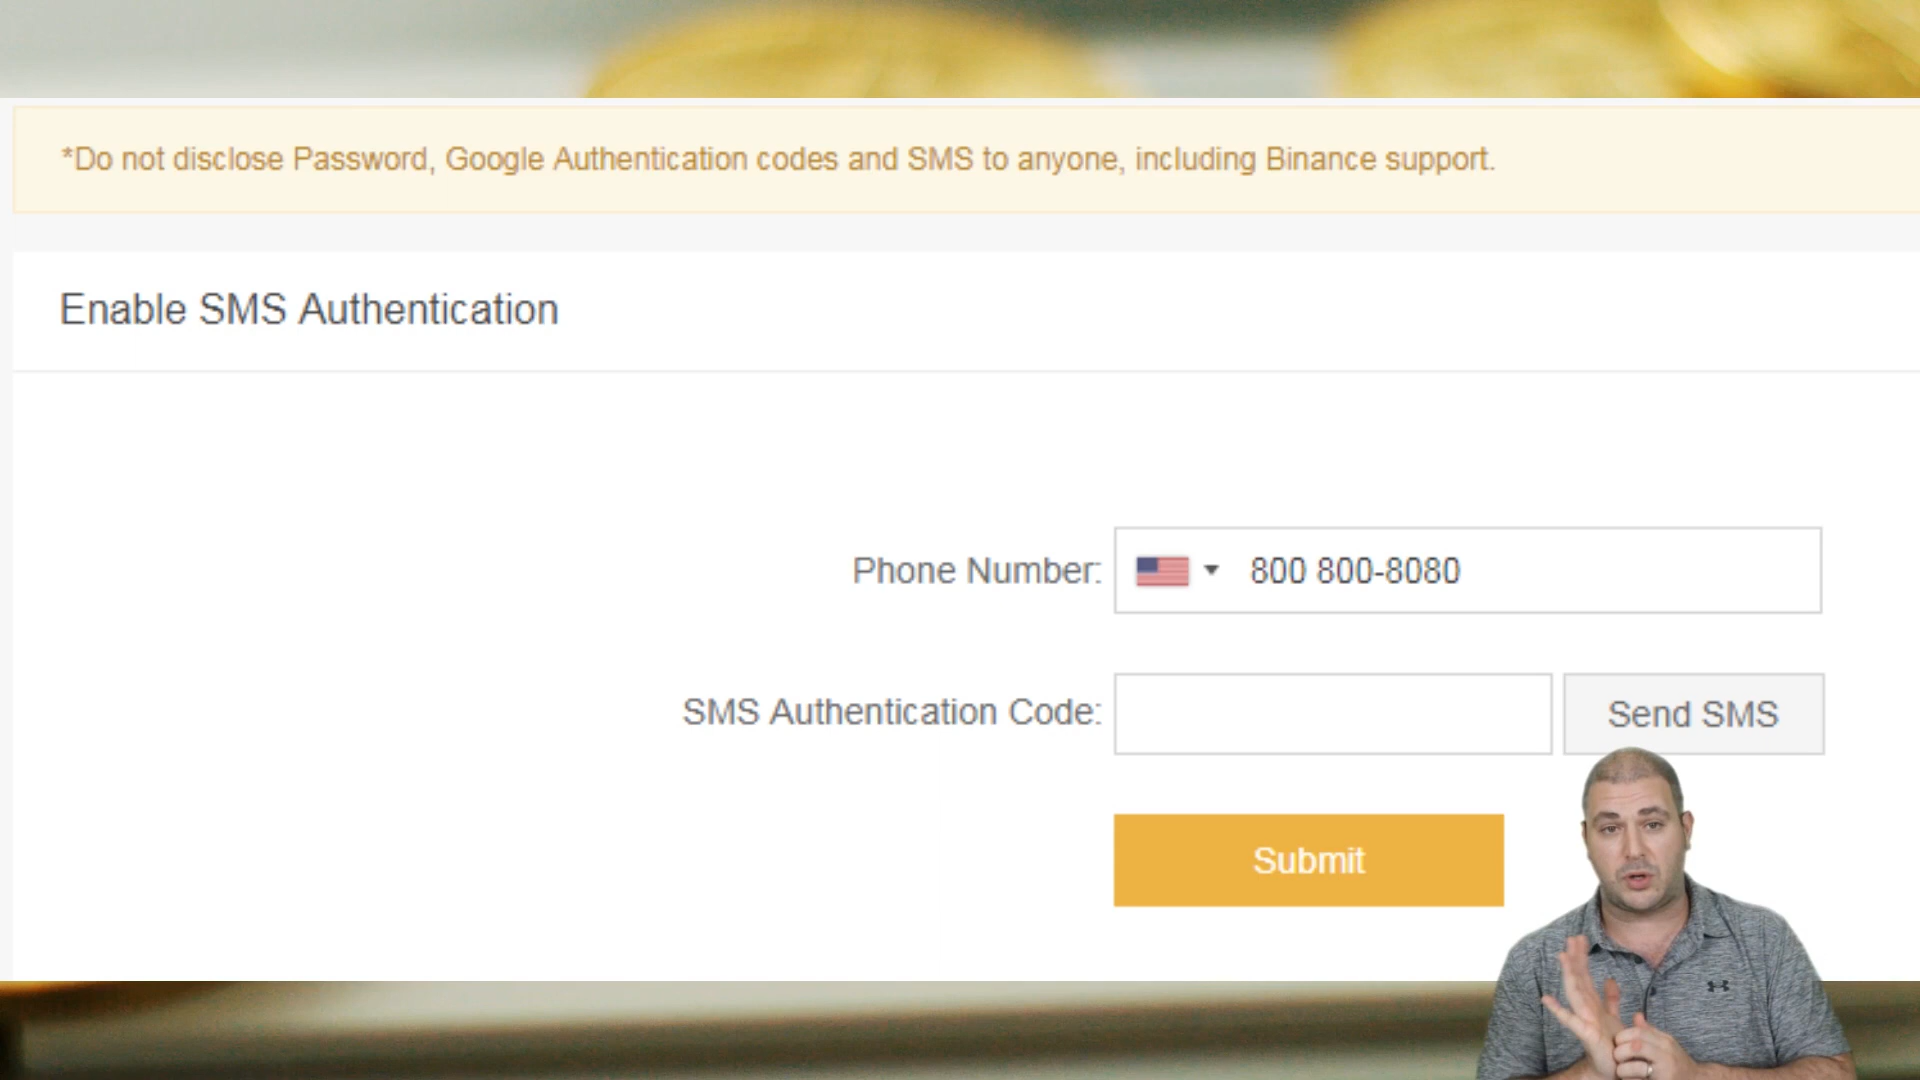 *Do not disclose Password, Google Authentication codes and SMS to anyone, including Binance support.
Enable SMS Authentication
Phone Number: 800 800-8080
SMS Authentication Code: Send SMS
Submit